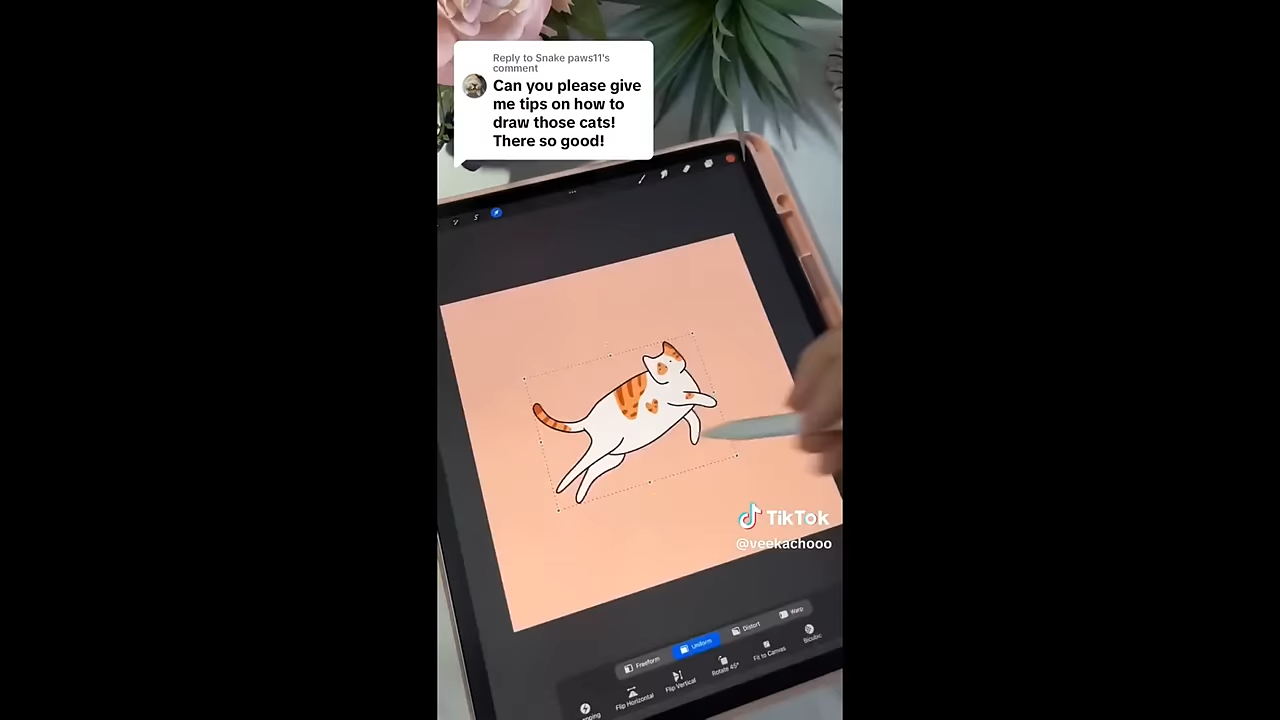 Reply to Snake paws11's
comment
Can you please give
me tips on how to
draw those cats!
There so good!
TikTok
@veekachooo
Freeform
Uniform
Distort
Warp
Flip Horizontal
Flip Vertical
Rotate 45°
Fit to Canvas
Bicubic